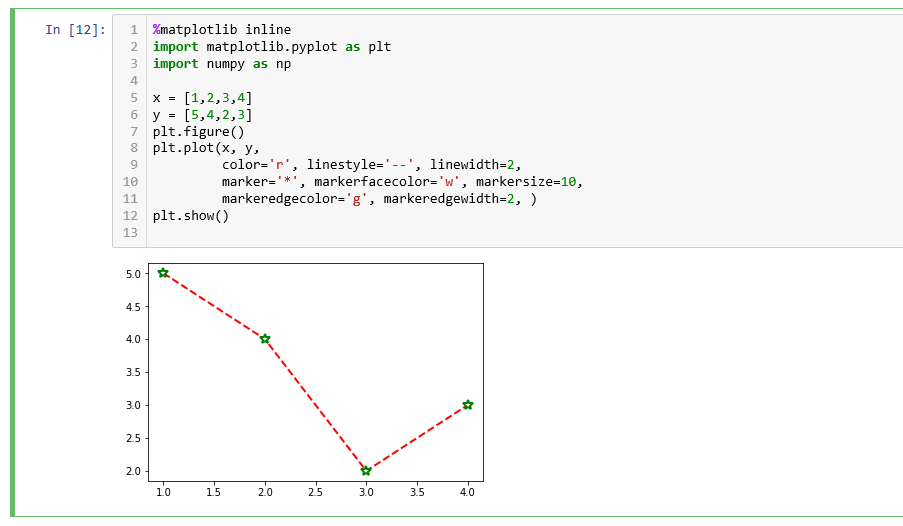 In [12]:
1 %matplotlib inline
2 import matplotlib.pyplot as plt
3 import numpy as np
4
5 x = [1,2,3,4]
6 y = [5,4,2,3]
7 plt.figure()
8 plt.plot(x, y,
9          color='r', linestyle='--', linewidth=2,
10          marker='*', markerfacecolor='w', markersize=10,
11          markeredgecolor='g', markeredgewidth=2, )
12 plt.show()
13
5.0
4.5
4.0
3.5
3.0
2.5
2.0
1.0 1.5 2.0 2.5 3.0 3.5 4.0